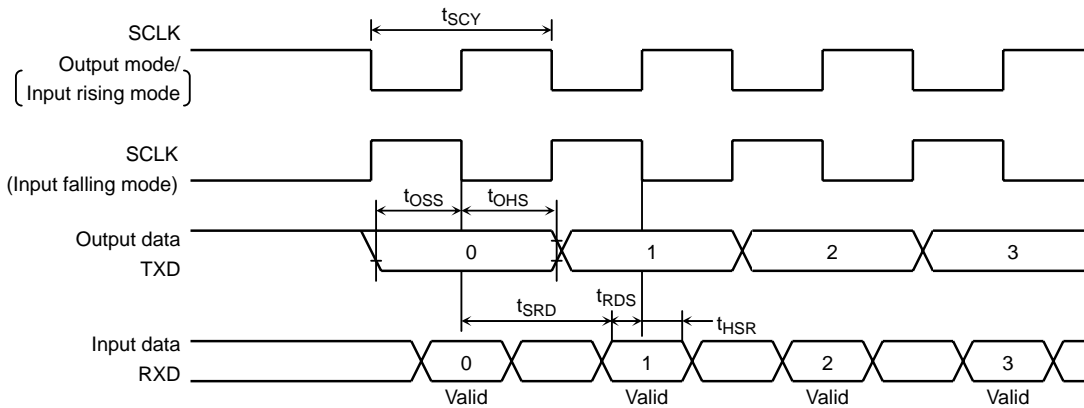 tSCY
SCLK
Output mode/
Input rising mode
SCLK
(Input falling mode)
tOSS tOHS
Output data
TXD
0 1 2 3
tSRD tRDS tHSR
Input data
RXD
0 1 2 3
Valid Valid Valid Valid